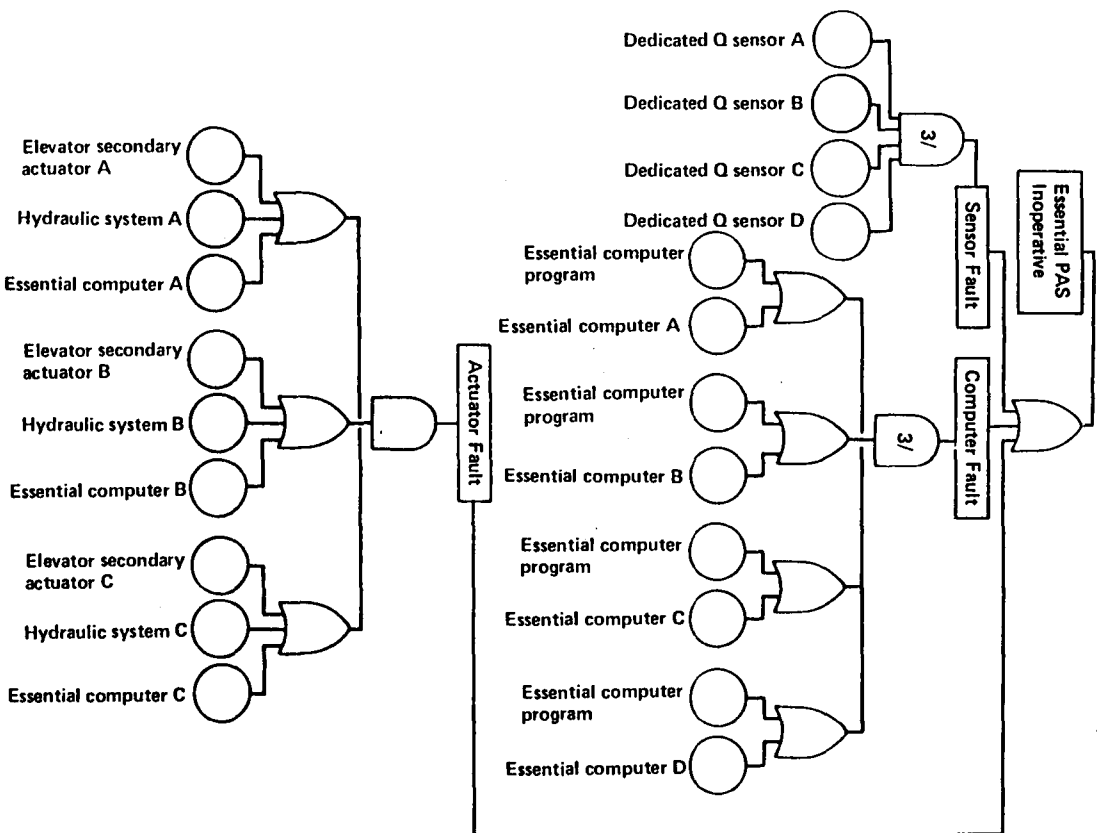 Dedicated Q sensor A
Dedicated Q sensor B
Dedicated Q sensor C
Dedicated Q sensor D
3/
Sensor Fault
Essential PAS
Inoperative
Essential computer
program
Essential computer A
Essential computer
program
Essential computer B
Essential computer
program
Essential computer C
Essential computer
program
Essential computer D
3/
Computer Fault
Elevator secondary
actuator A
Hydraulic system A
Essential computer A
Elevator secondary
actuator B
Hydraulic system B
Essential computer B
Elevator secondary
actuator C
Hydraulic system C
Essential computer C
Actuator Fault